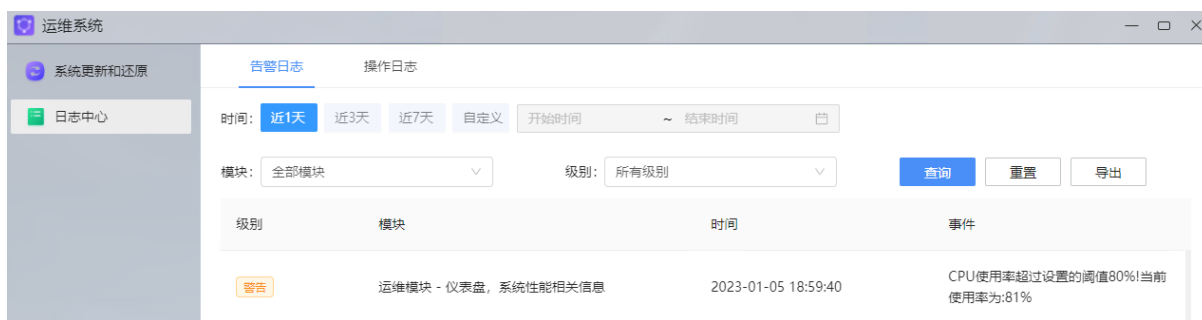 运维系统
系统更新和还原
日志中心
告警日志 操作日志
时间: 近1天 近3天 近7天 自定义 开始时间 ~ 结束时间
模块: 全部模块 级别: 所有级别 查询 重置 导出
级别 模块 时间 事件
警告 运维模块 - 仪表盘，系统性能相关信息 2023-01-05 18:59:40 CPU使用率超过设置的阈值80%!当前
使用率为:81%